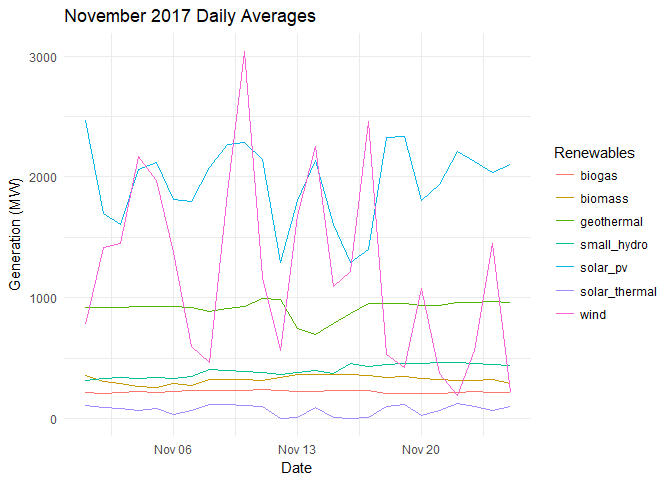 November 2017 Daily Averages
3000
2000
1000
0
Generation (MW)
Nov 06
Nov 13
Nov 20
Date
Renewables
biogas
biomass
geothermal
small_hydro
solar_pv
solar_thermal
wind